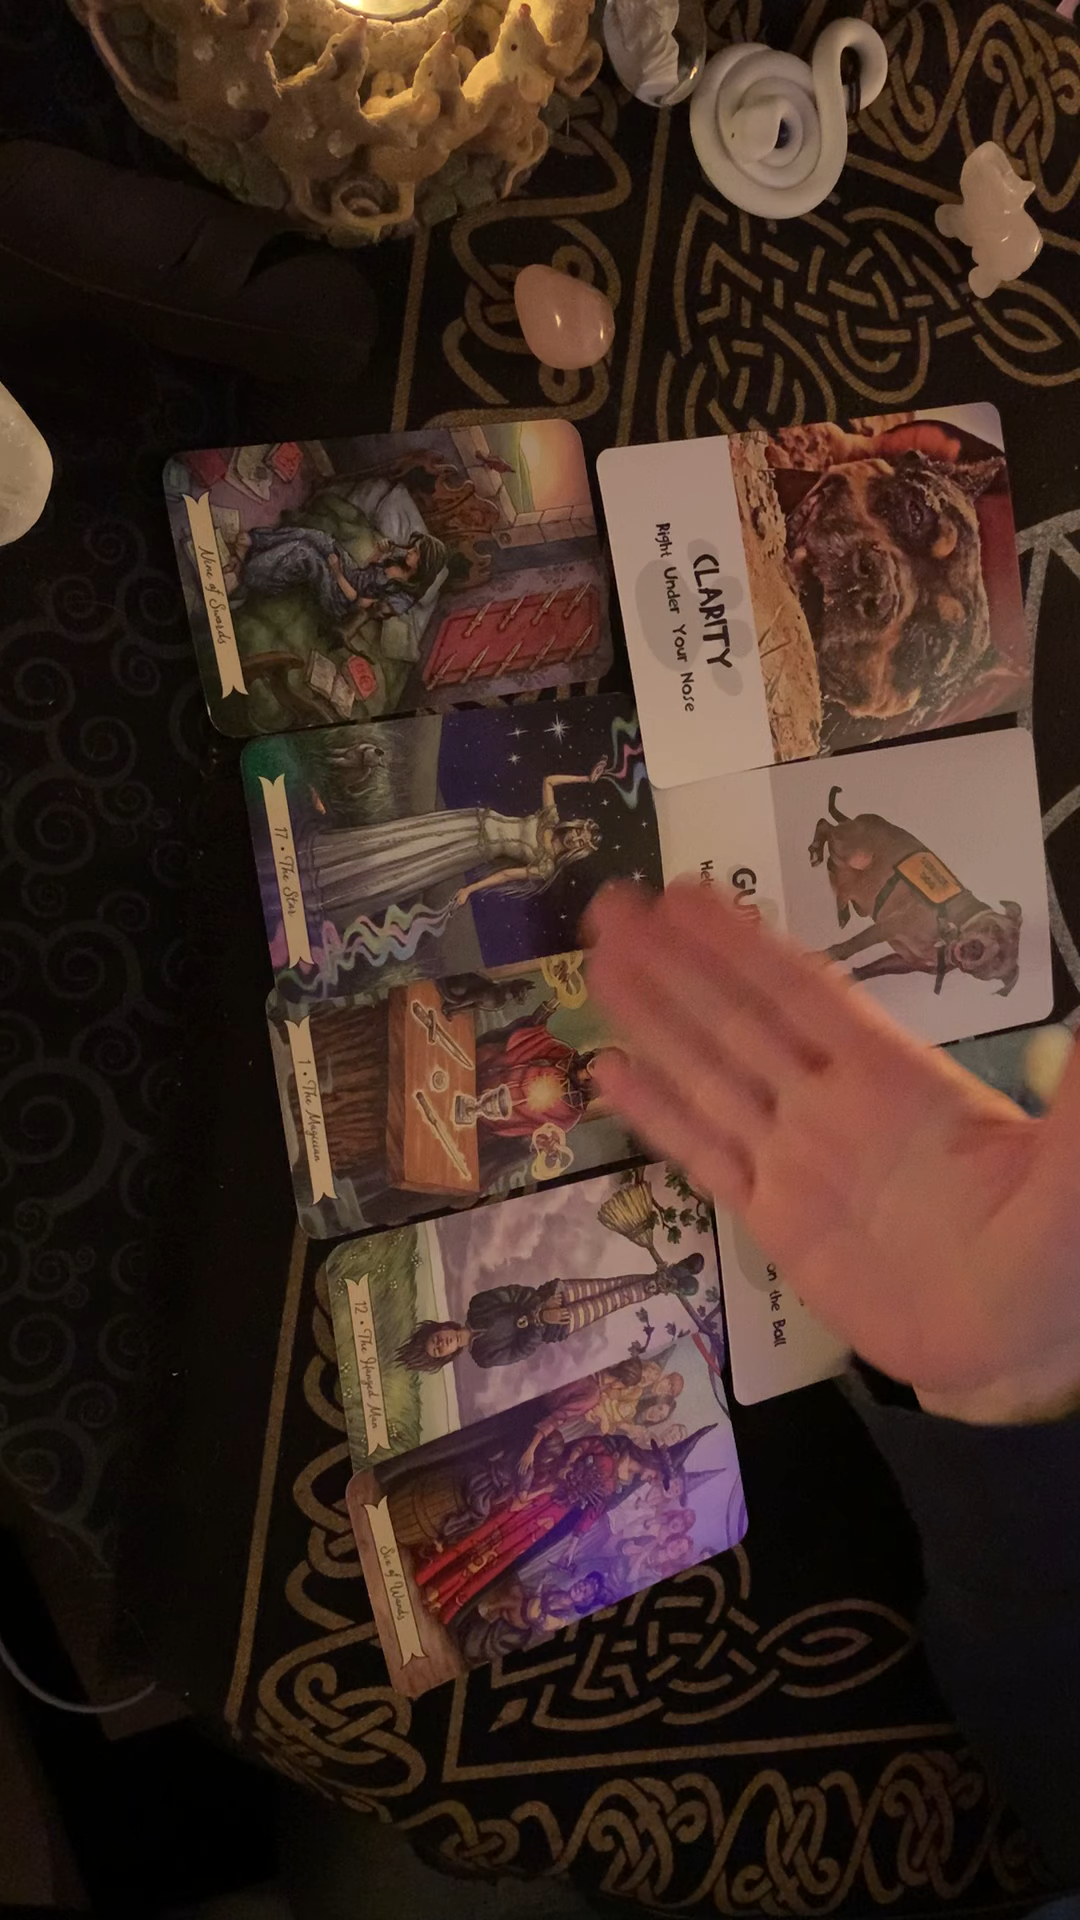 Nine of Swords
17 • The Star
1 • The Magician
12 • The Hanged Man
Six of Wands
CLARITY
Right Under Your Nose
on the Ball